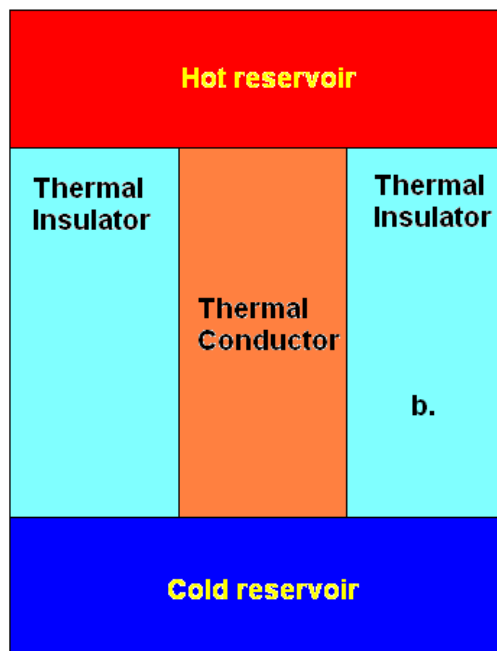 Hot reservoir
Thermal
Insulator
Thermal
Insulator
Thermal
Conductor
b.
Cold reservoir